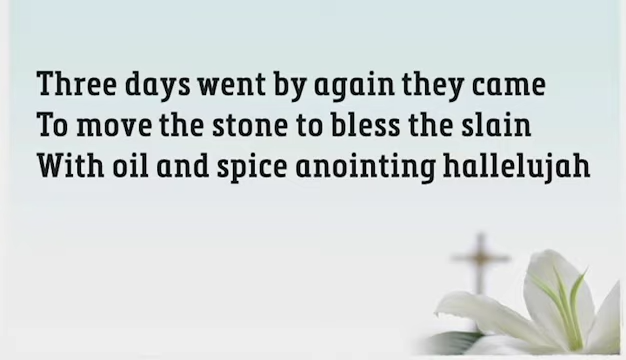 Three days went by again they came
To move the stone to bless the slain
With oil and spice anointing hallelujah